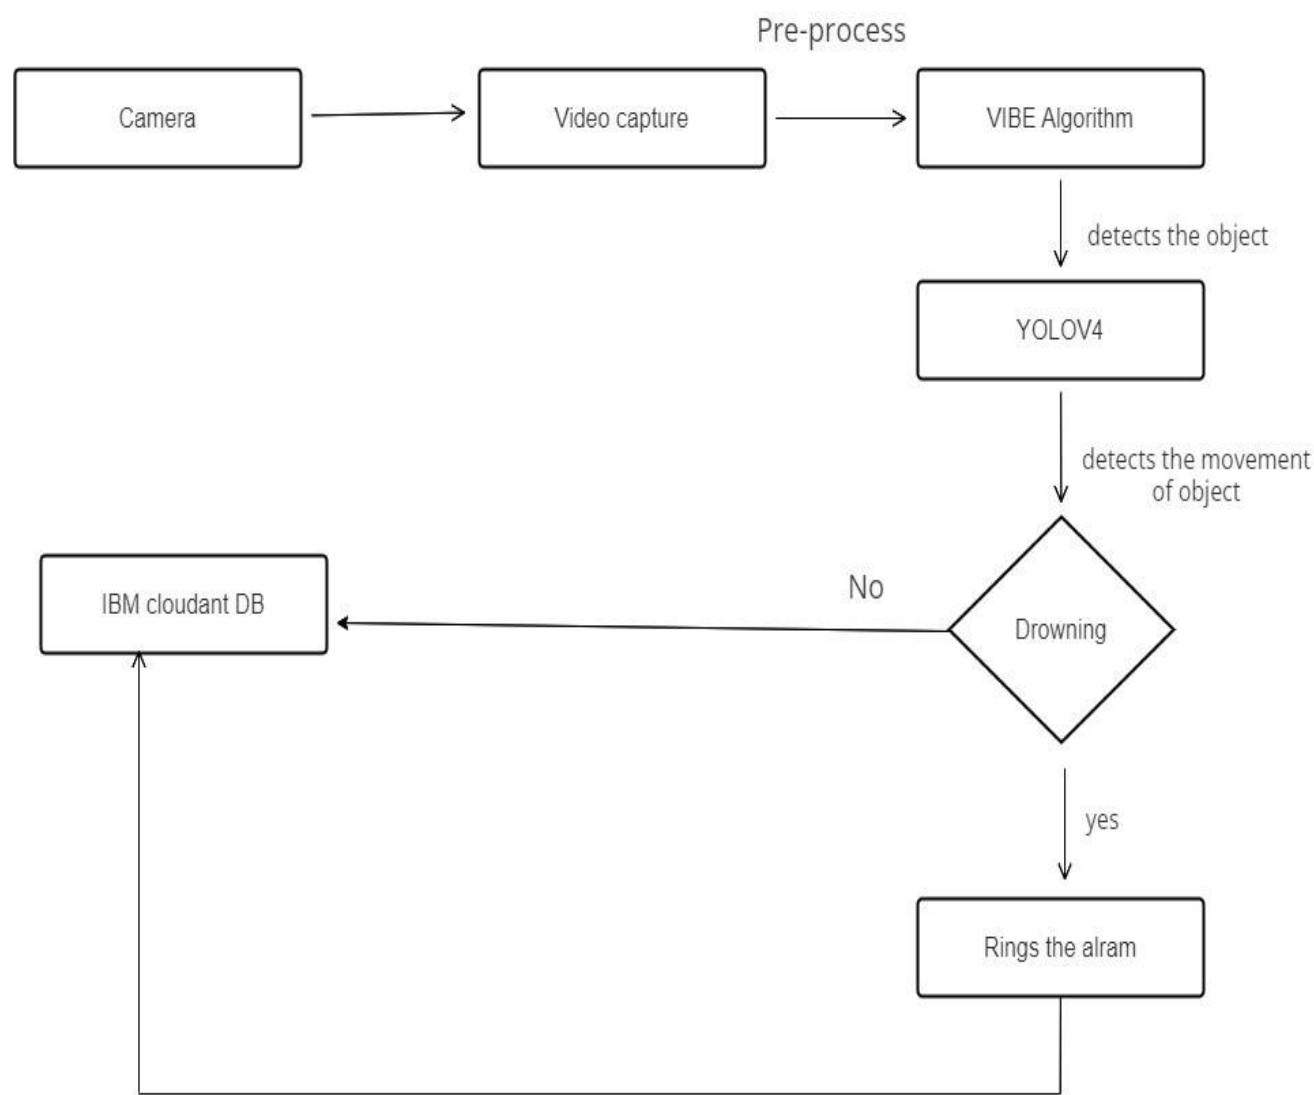 Pre-process
Camera
Video capture
VIBE Algorithm
detects the object
YOLOV4
detects the movement
of object
IBM cloudant DB
No
Drowning
yes
Rings the alram